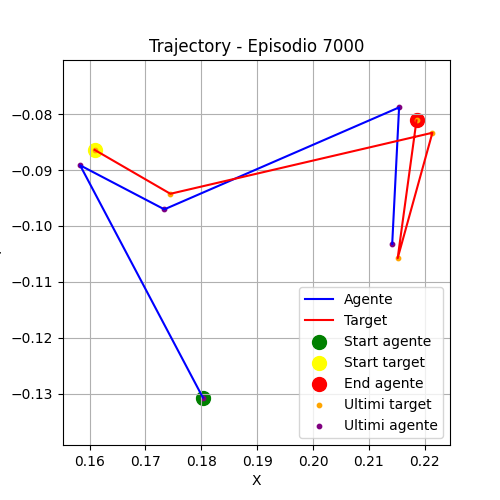 Trajectory - Episodio 7000
−0.08
−0.09
−0.10
−0.11
−0.12
−0.13
Agente
Target
Start agente
Start target
End agente
Ultimi target
Ultimi agente
0.16 0.17 0.18 0.19 0.20 0.21 0.22
X